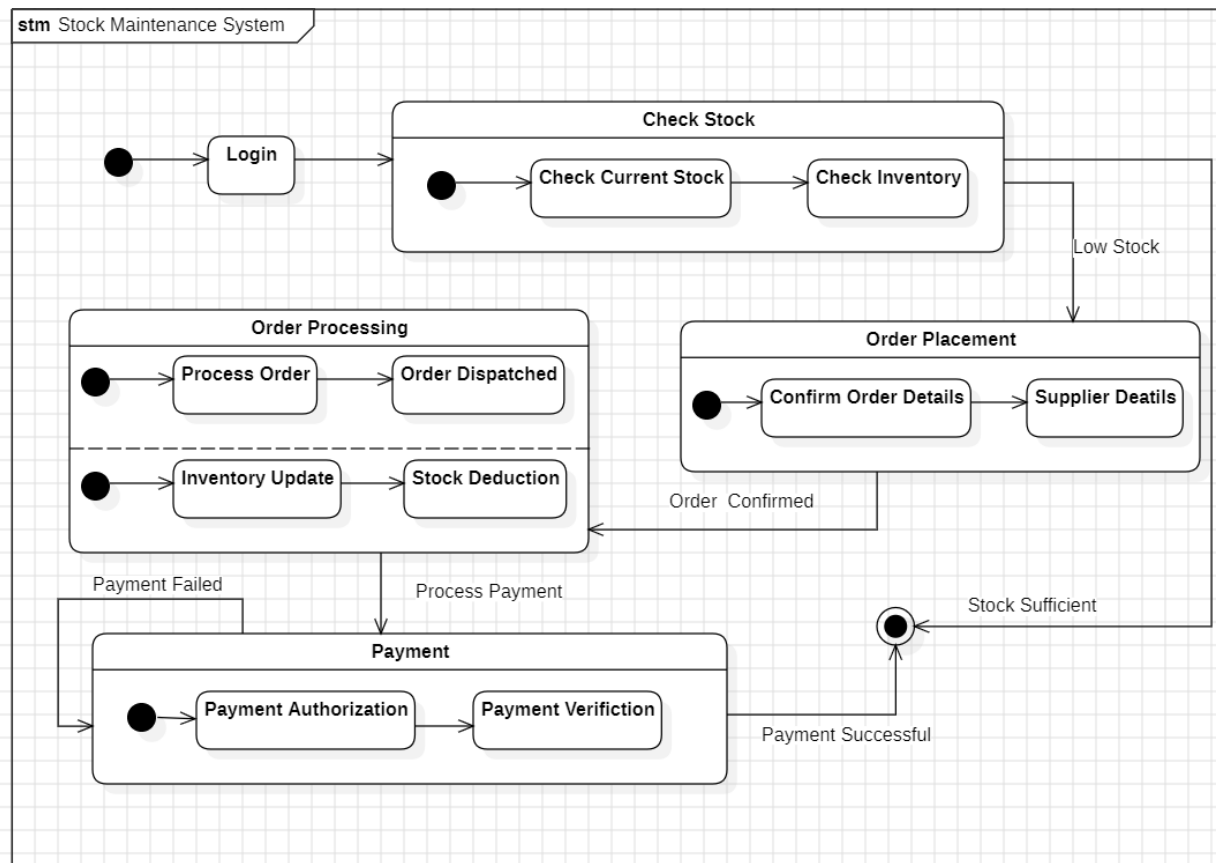 stm Stock Maintenance System
Check Stock
Login
Check Current Stock
Check Inventory
Low Stock
Order Processing
Process Order
Order Dispatched
Inventory Update
Stock Deduction
Order Placement
Confirm Order Details
Supplier Deatils
Order Confirmed
Process Payment
Payment Failed
Stock Sufficient
Payment
Payment Authorization
Payment Verifiction
Payment Successful